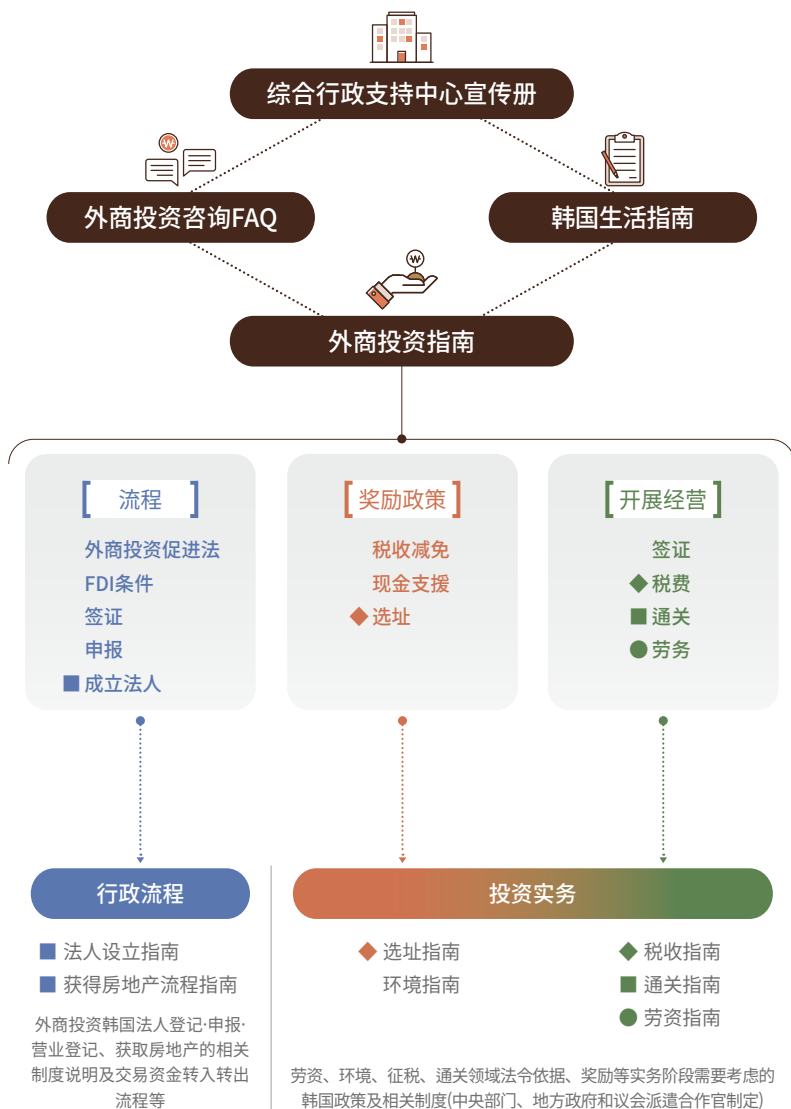 综合行政支持中心宣传册
外商投资咨询FAQ
韩国生活指南
外商投资指南
流程
外商投资促进法
FDI条件
签证
申报
成立法人
奖励政策
税收减免
现金支援
选址
开展经营
签证
税费
通关
劳务
行政流程
法人设立指南
获得房地产流程指南
外商投资韩国法人登记·申报·
营业登记、获取房地产的相关
制度说明及交易资金转入转出
流程等
投资实务
选址指南
环境指南
税收指南
通关指南
劳资指南
劳资、环境、征税、通关领域法令依据、奖励等实务阶段需要考虑的
韩国政策及相关制度(中央部门、地方政府和议会派遣合作官制定)